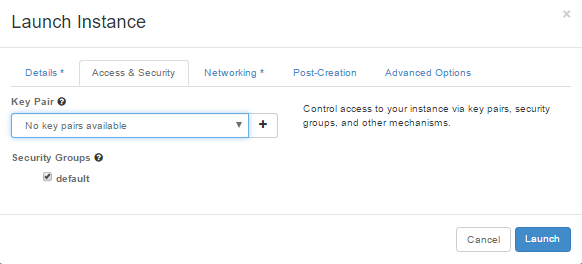 Launch Instance
×
Details *
Access & Security
Networking *
Post-Creation
Advanced Options
Key Pair
No key pairs available
+
Control access to your instance via key pairs, security
groups, and other mechanisms.
Security Groups
default
Cancel
Launch